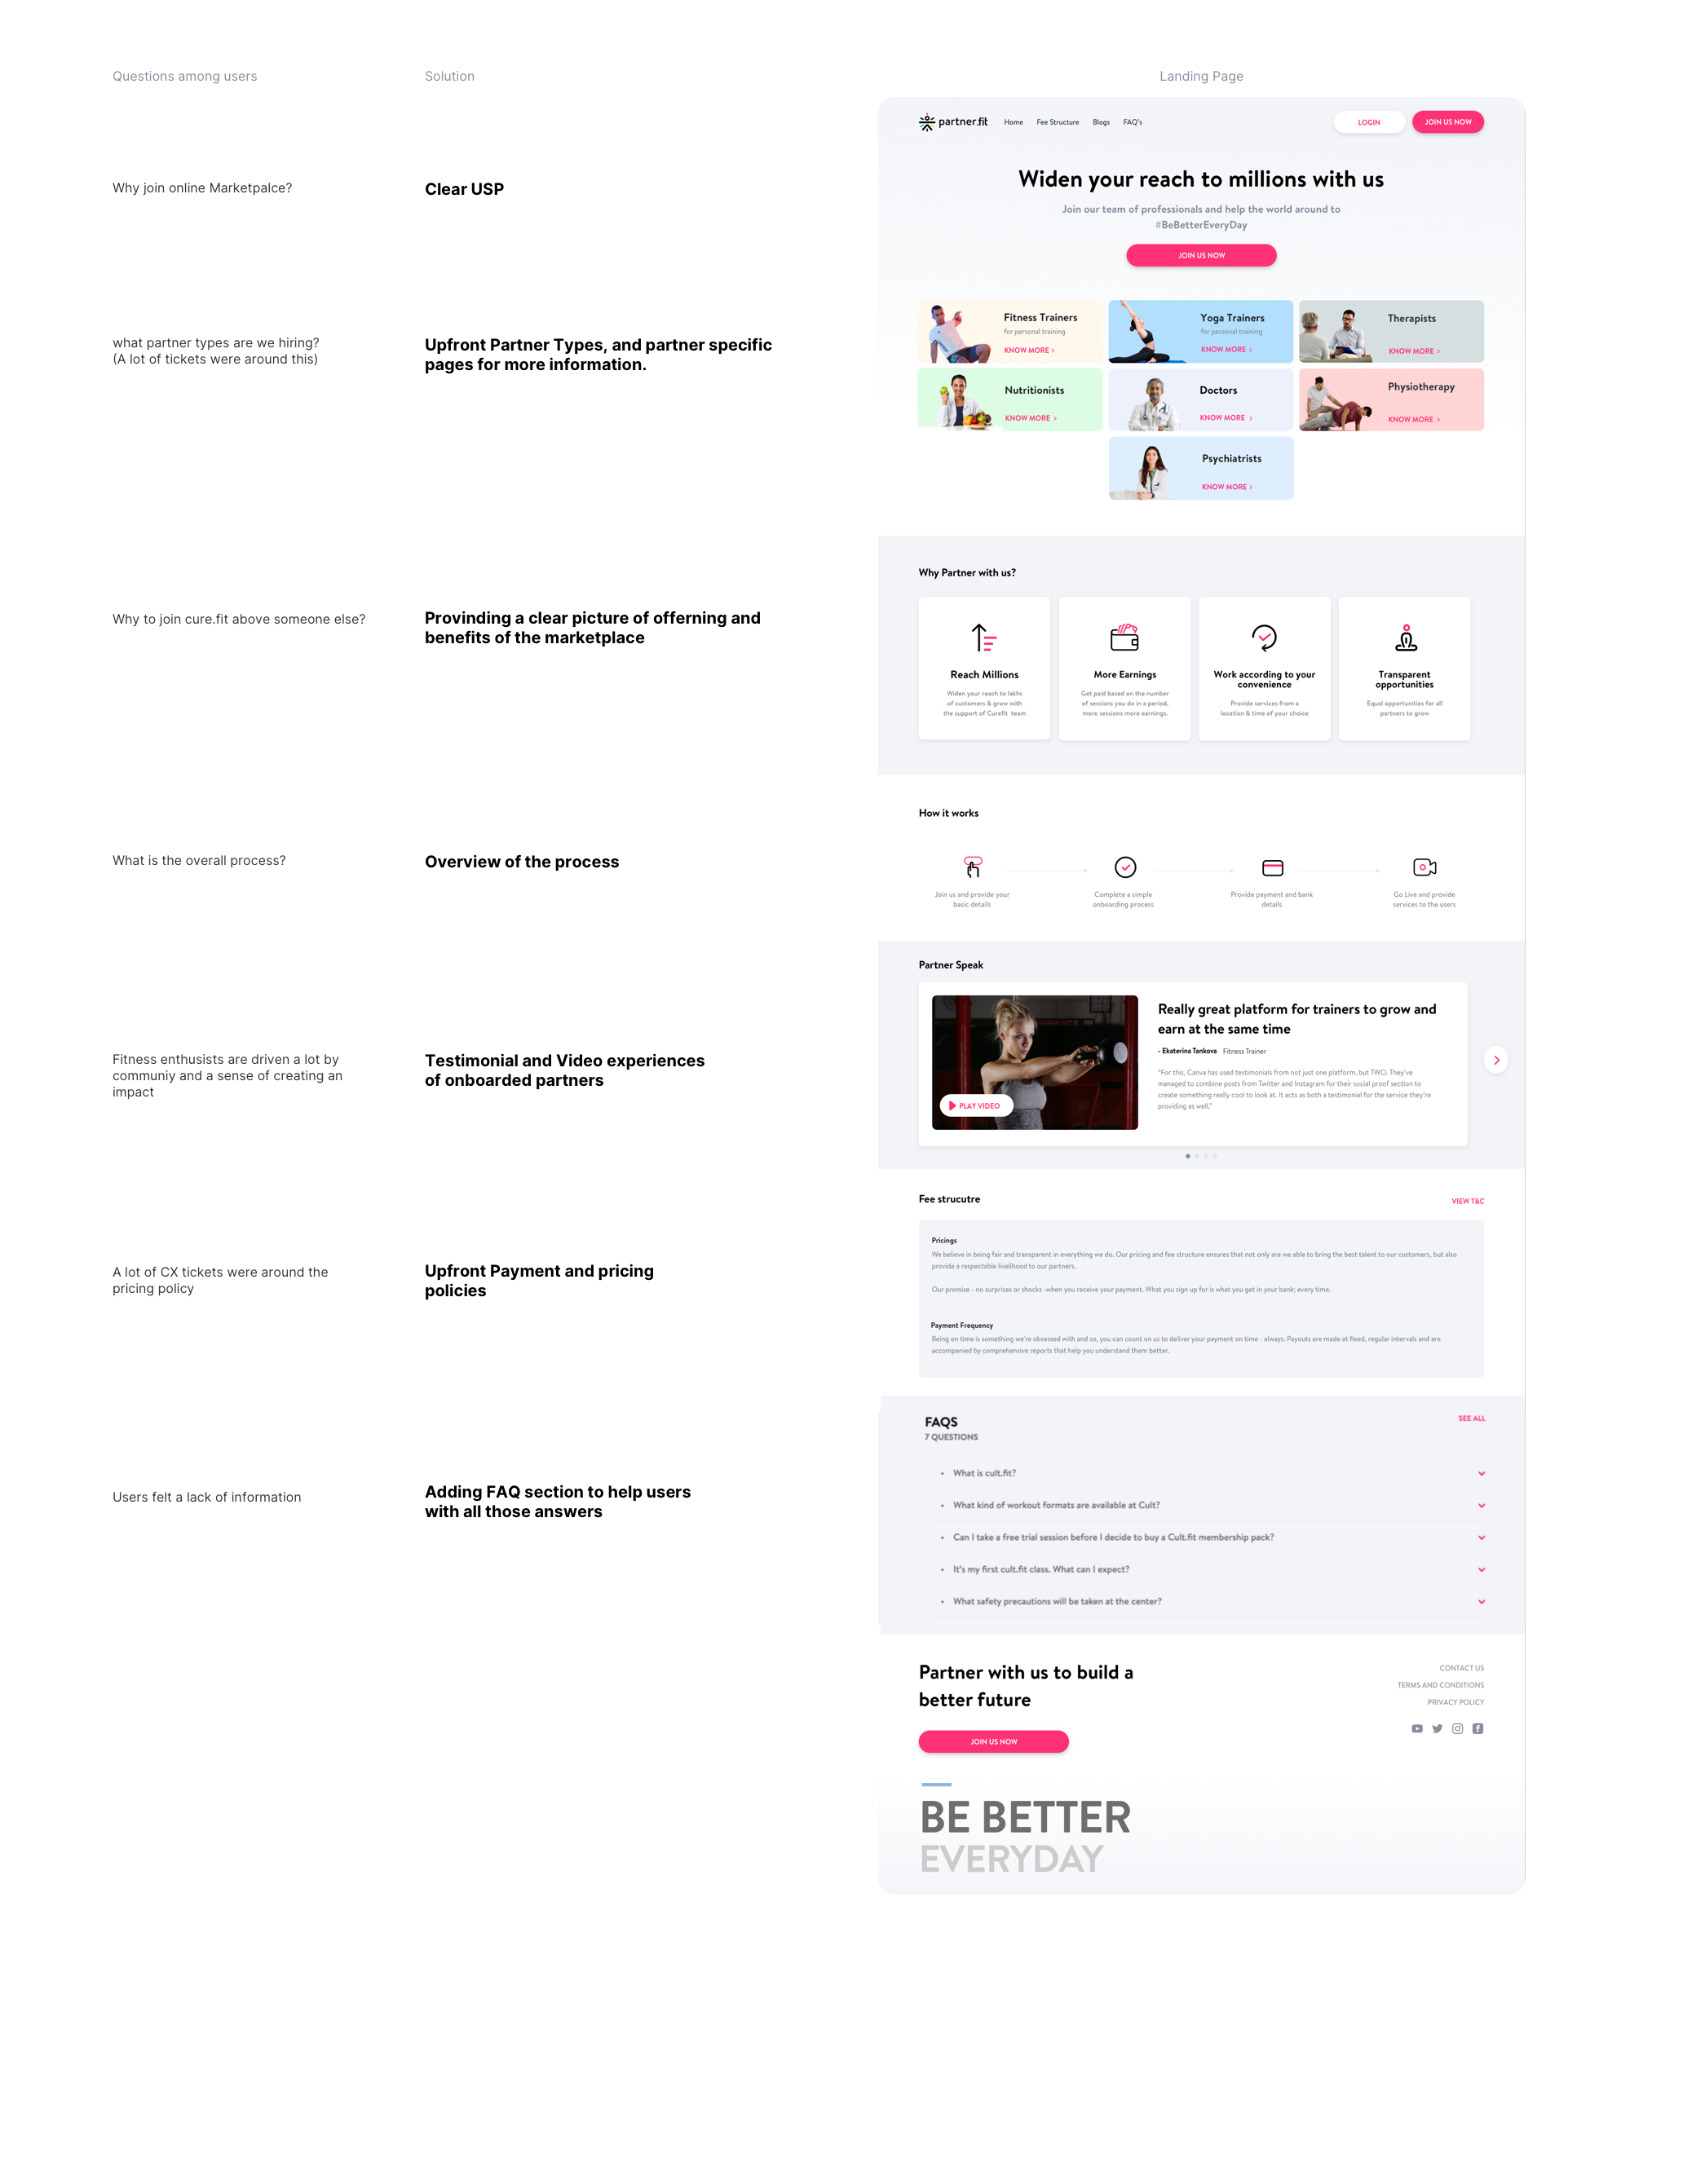 Questions among users
Solution
Landing Page
Why join online Marketpalce?
Clear USP
what partner types are we hiring?
(A lot of tickets were around this)
Upfront Partner Types, and partner specific
pages for more information.
Why to join cure.fit above someone else?
Provinding a clear picture of offerning and
benefits of the marketplace
What is the overall process?
Overview of the process
Fitness enthusists are driven a lot by
communiy and a sense of creating an
impact
Testimonial and Video experiences
of onboarded partners
A lot of CX tickets were around the
pricing policy
Upfront Payment and pricing
policies
Users felt a lack of information
Adding FAQ section to help users
with all those answers
partner.fit
Home
Fee Structure
Blogs
FAQ's
LOGIN
JOIN US NOW
Widen your reach to millions with us
Join our team of professionals and help the world around to
#BeBetterEveryDay
JOIN US NOW
Fitness Trainers
for personal training
KNOW MORE >
Yoga Trainers
for personal training
KNOW MORE >
Therapists
KNOW MORE >
Nutritionists
KNOW MORE >
Doctors
KNOW MORE >
Physiotherapy
KNOW MORE >
Psychiatrists
KNOW MORE >
Why Partner with us?
Reach Millions
Widen your reach to lakhs
of customers & grow with
the support of Curefit team
More Earnings
Get paid based on the number
of sessions you do in a period,
more sessions more earnings.
Work according to your
convenience
Provide services from a
location & time of your choice
Transparent
opportunities
Equal opportunities for all
partners to grow
How it works
Join us and provide your
basic details
Complete a simple
onboarding process
Provide payment and bank
details
Go Live and provide
services to the users
Partner Speak
PLAY VIDEO
Really great platform for trainers to grow and
earn at the same time
- Ekaterina Tankova Fitness Trainer
"For this, Canva has used testimonials from not just one platform, but TWO. They've
managed to combine posts from Twitter and Instagram for their social proof section to
create something really cool to look at. It acts as both a testimonial for the service they're
providing as well."
Fee strucutre
VIEW T&C
Pricings
We believe in being fair and transparent in everything we do. Our pricing and fee structure ensures that not only are we able to bring the best talent to our customers, but also
provide a respectable livelihood to our partners.
Our promise - no surprises or shocks -when you receive your payment. What you sign up for is what you get in your bank; every time.
Payment Frequency
Being on time is something we're obsessed with and so, you can count on us to deliver your payment on time - always. Payouts are made at fixed, regular intervals and are
accompanied by comprehensive reports that help you understand them better.
FAQS
7 QUESTIONS
SEE ALL
• What is cult.fit?
• What kind of workout formats are available at Cult?
• Can I take a free trial session before I decide to buy a Cult.fit membership pack?
• It's my first cult.fit class. What can I expect?
• What safety precautions will be taken at the center?
Partner with us to build a
better future
JOIN US NOW
CONTACT US
TERMS AND CONDITIONS
PRIVACY POLICY
BE BETTER
EVERYDAY